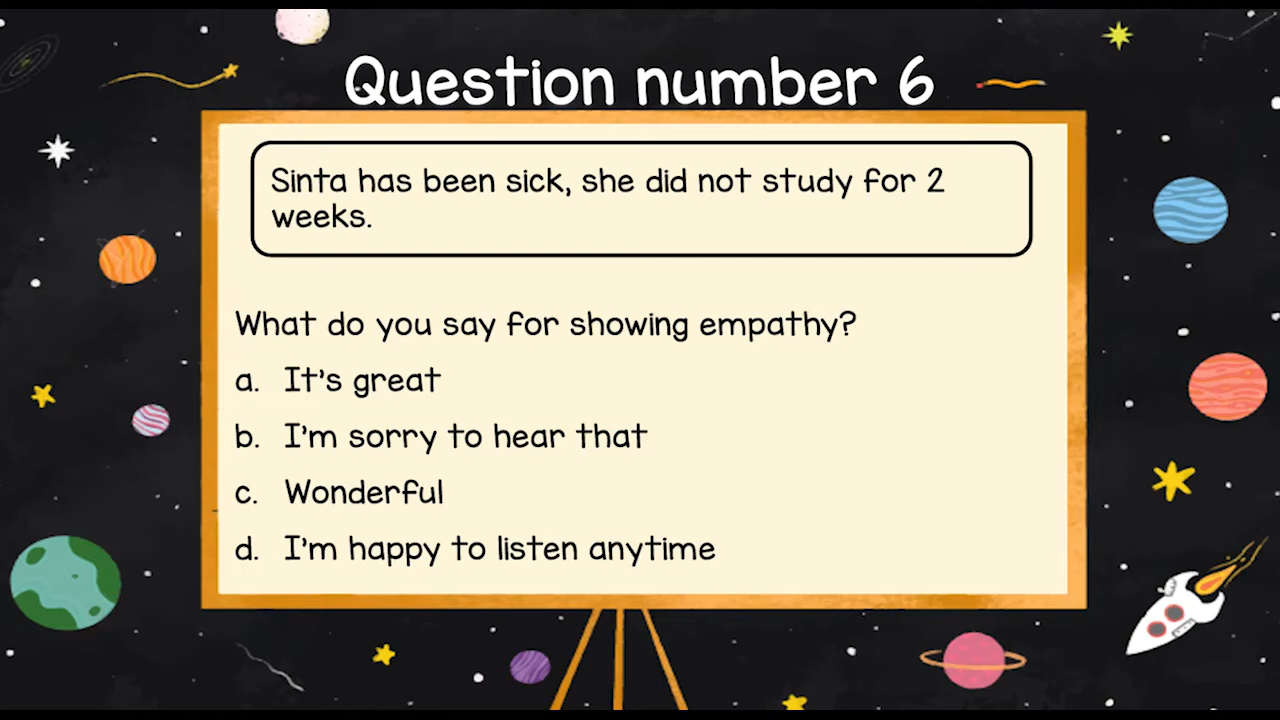 Question number 6
Sinta has been sick, she did not study for 2
weeks.
What do you say for showing empathy?
a. It's great
b. I'm sorry to hear that
c. Wonderful
d. I'm happy to listen anytime